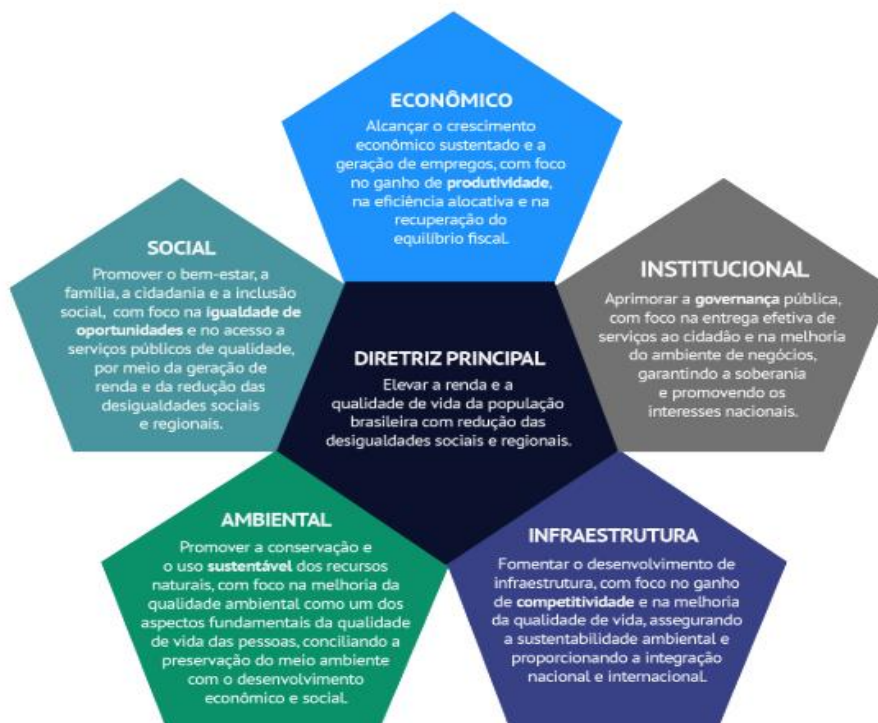 ECONÔMICO
Alcançar o crescimento
econômico sustentado e a
geração de empregos, com foco
no ganho de produtividade,
na eficiência alocativa e na
recuperação do
equilíbrio fiscal.
SOCIAL
Promover o bem-estar, a
família, a cidadania e a inclusão
social, com foco na igualdade de
oportunidades e no acesso a
serviços públicos de qualidade,
por meio da geração de
renda e da redução das
desigualdades sociais
e regionais.
INSTITUCIONAL
Aprimorar a governança pública,
com foco na entrega efetiva de
serviços ao cidadão e na melhoria
do ambiente de negócios,
garantindo a soberania
e promovendo os
interesses nacionais.
DIRETRIZ PRINCIPAL
Elevar a renda e a
qualidade de vida da população
brasileira com redução das
desigualdades sociais e regionais.
AMBIENTAL
Promover a conservação e
o uso sustentável dos recursos
naturais, com foco na melhoria da
qualidade ambiental como um dos
aspectos fundamentais da qualidade
de vida das pessoas, conciliando a
preservação do meio ambiente
com o desenvolvimento
econômico e social.
INFRAESTRUTURA
Fomentar o desenvolvimento de
infraestrutura, com foco no ganho
de competitividade e na melhoria
da qualidade de vida, assegurando
a sustentabilidade ambiental e
proporcionando a integração
nacional e internacional.